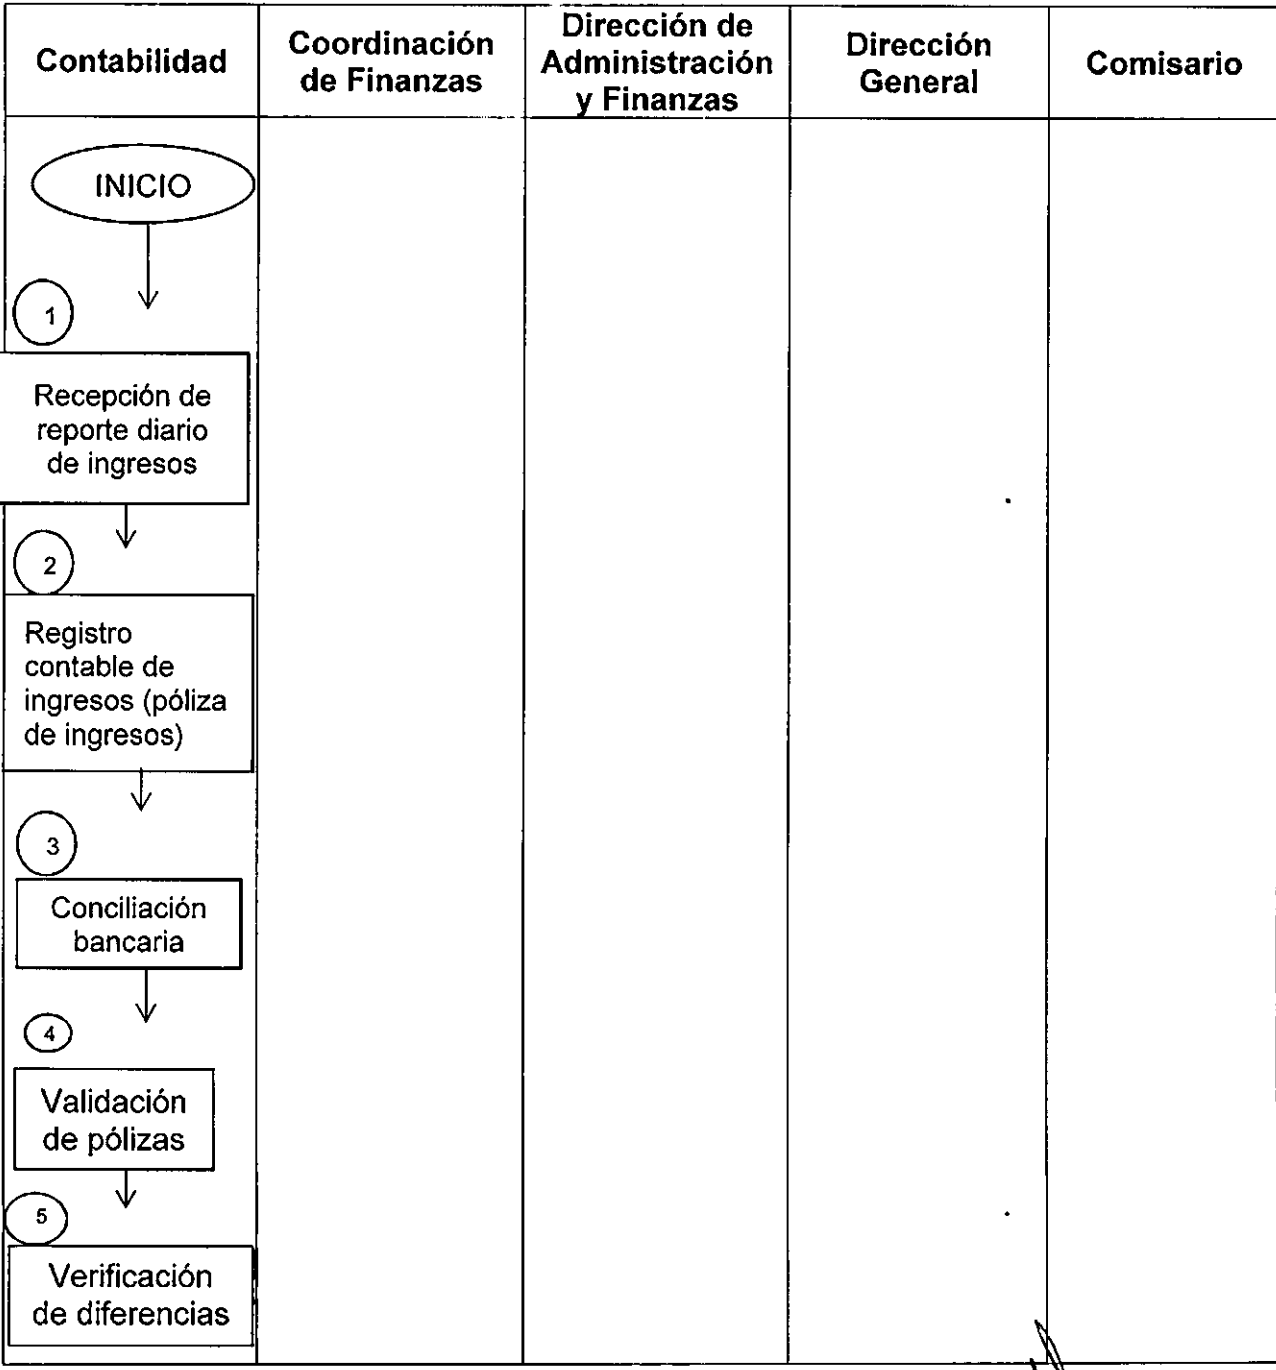 Contabilidad
Coordinación
de Finanzas
Dirección de
Administración
y Finanzas
Dirección
General
Comisario
INICIO
1
Recepción de
reporte diario
de ingresos
2
Registro
contable de
ingresos (póliza
de ingresos)
3
Conciliación
bancaria
4
Validación
de pólizas
5
Verificación
de diferencias